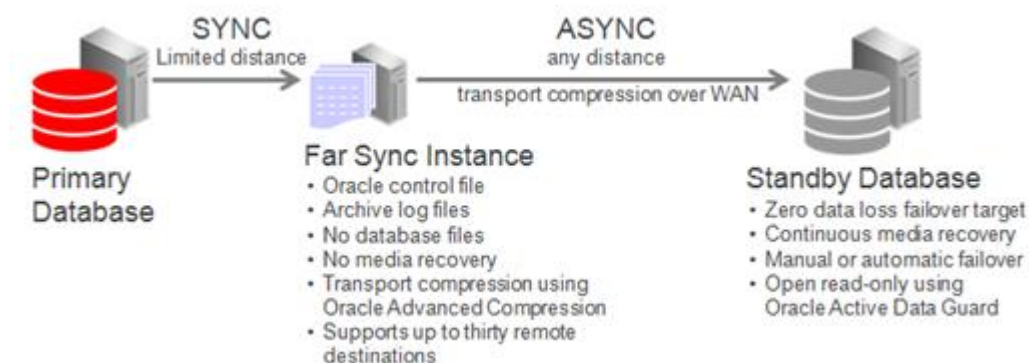 SYNC
Limited distance
ASYNC
any distance
transport compression over WAN
Primary
Database
Far Sync Instance
• Oracle control file
• Archive log files
• No database files
• No media recovery
• Transport compression using
Oracle Advanced Compression
• Supports up to thirty remote
destinations
Standby Database
• Zero data loss failover target
• Continuous media recovery
• Manual or automatic failover
• Open read-only using
Oracle Active Data Guard